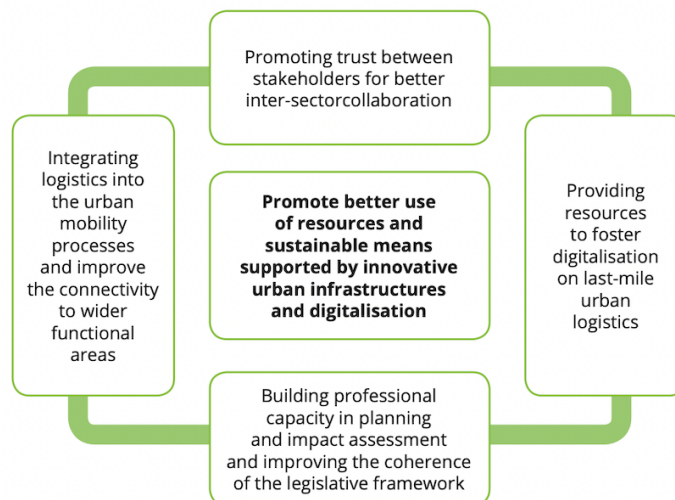 Promoting trust between
stakeholders for better
inter-sectorcollaboration
Integrating
logistics into
the urban
mobility
processes
and improve
the connectivity
to wider
functional
areas
Promote better use
of resources and
sustainable means
supported by innovative
urban infrastructures
and digitalisation
Providing
resources
to foster
digitalisation
on last-mile
urban
logistics
Building professional
capacity in planning
and impact assessment
and improving the coherence
of the legislative framework